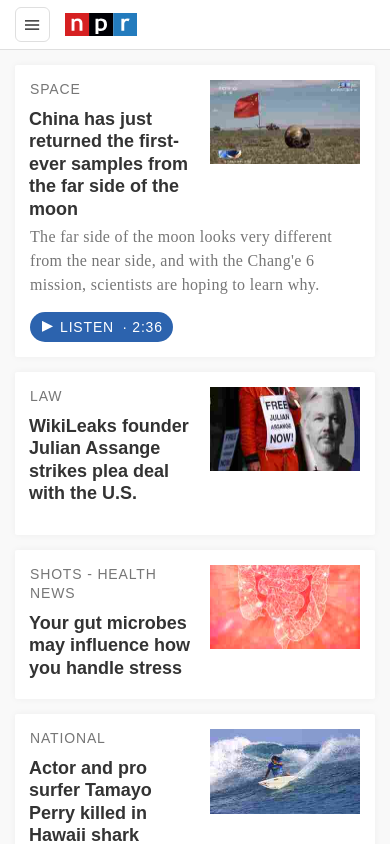 npr
SPACE
China has just
returned the first-
ever samples from
the far side of the
moon
The far side of the moon looks very different
from the near side, and with the Chang'e 6
mission, scientists are hoping to learn why.
LISTEN · 2:36
LAW
WikiLeaks founder
Julian Assange
strikes plea deal
with the U.S.
FREE
JULIAN
ASSANGE
NOW!
SHOTS - HEALTH
NEWS
Your gut microbes
may influence how
you handle stress
NATIONAL
Actor and pro
surfer Tamayo
Perry killed in
Hawaii shark